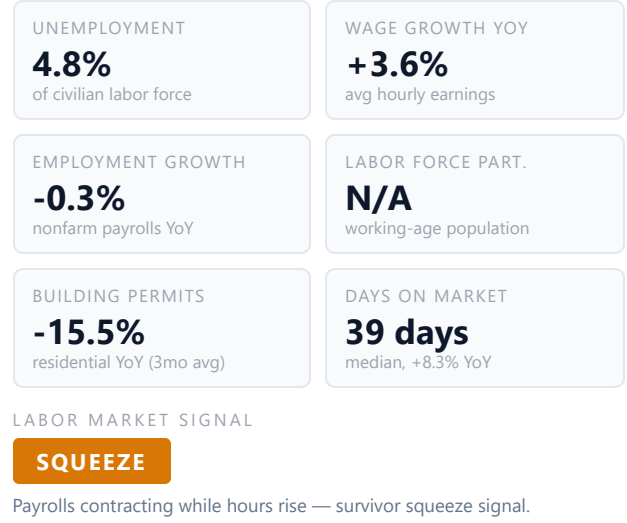 UNEMPLOYMENT
4.8%
of civilian labor force
WAGE GROWTH YOY
+3.6%
avg hourly earnings
EMPLOYMENT GROWTH
-0.3%
nonfarm payrolls YoY
LABOR FORCE PART.
N/A
working-age population
BUILDING PERMITS
-15.5%
residential YoY (3mo avg)
DAYS ON MARKET
39 days
median, +8.3% YoY
LABOR MARKET SIGNAL
SQUEEZE
Payrolls contracting while hours rise — survivor squeeze signal.